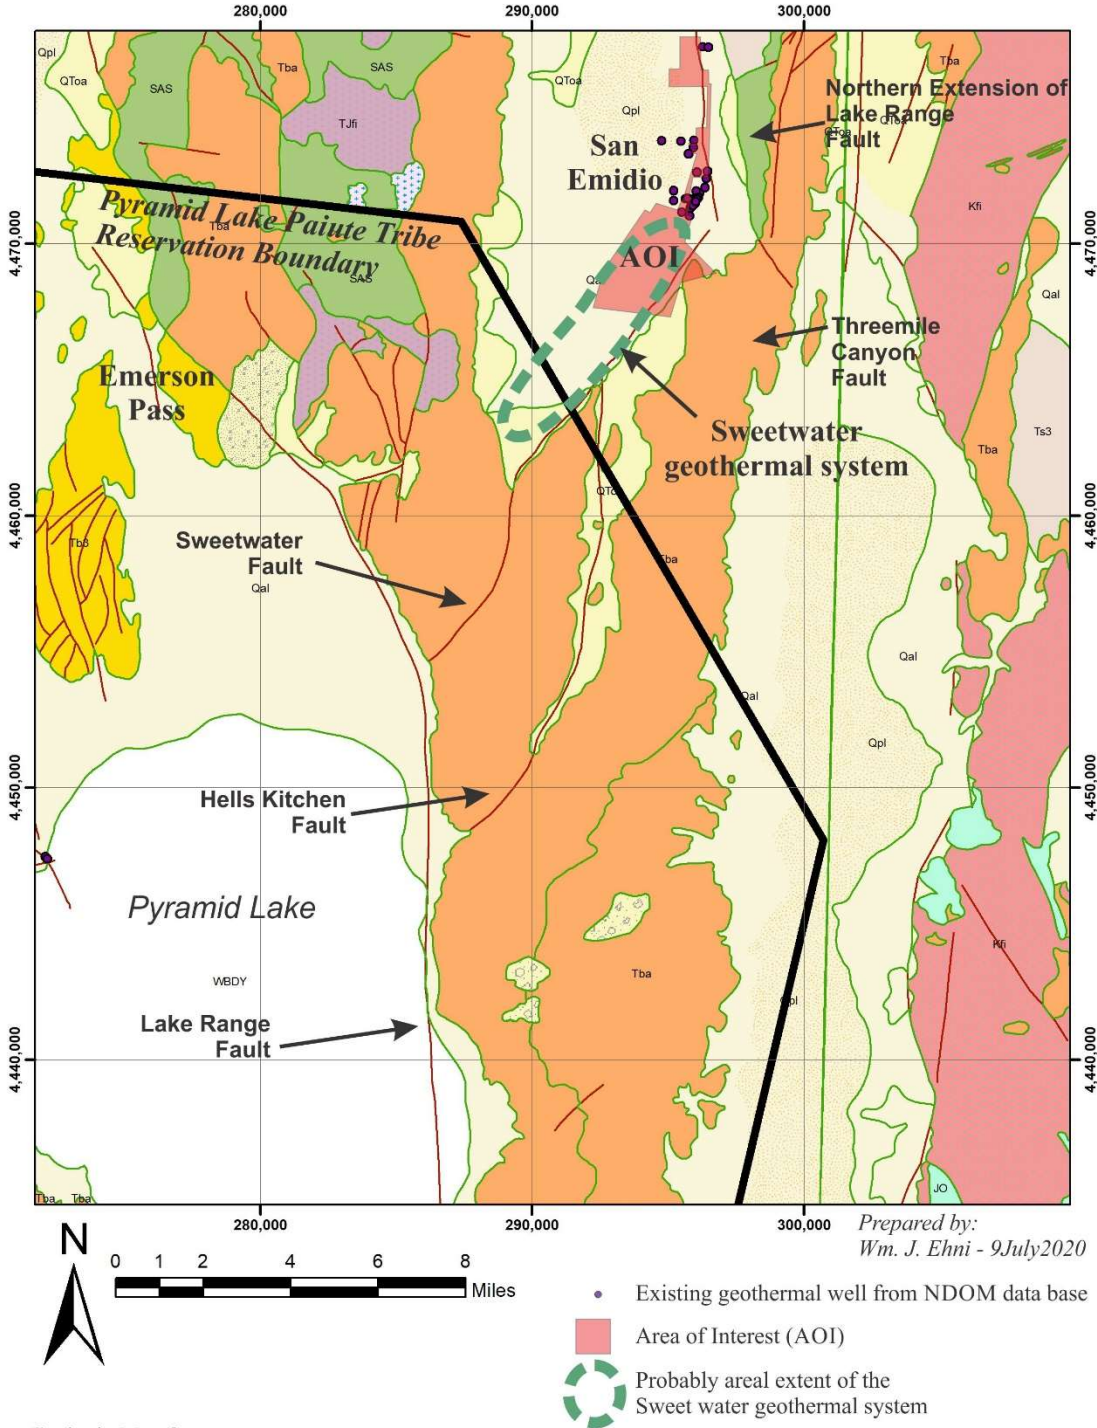 280,000
290,000
300,000
Qpl
QToa
SAS
Tba
SAS
TJfi
QToa
Qpl
Tba
Northern Extension of
Lake Range
Fault
QToa
QToa
San
Emidio
Kfi
Pyramid Lake Paiute Tribe
Reservation Boundary
Tba
SAS
4,470,000
4,470,000
AOI
Qal
Threemile
Canyon
Fault
Emerson
Pass
Sweetwater
geothermal system
Ts3
Tba
QToa
4,460,000
4,460,000
Sweetwater
Fault
Tb3
Tba
Qal
Qal
Qal
Qpl
4,450,000
4,450,000
Hells Kitchen
Fault
Pyramid Lake
Kfi
WBDY
Tba
Qpl
Lake Range
Fault
4,440,000
4,440,000
JO
Tba
Tba
280,000
290,000
300,000
Prepared by:
Wm. J. Ehni - 9July2020
N
0 1 2 4 6 8
Miles
Existing geothermal well from NDOM data base
Area of Interest (AOI)
Probably areal extent of the
Sweet water geothermal system